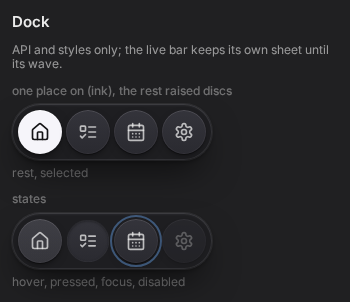 Dock
API and styles only; the live bar keeps its own sheet until
its wave.
one place on (ink), the rest raised discs
rest, selected
states
hover, pressed, focus, disabled